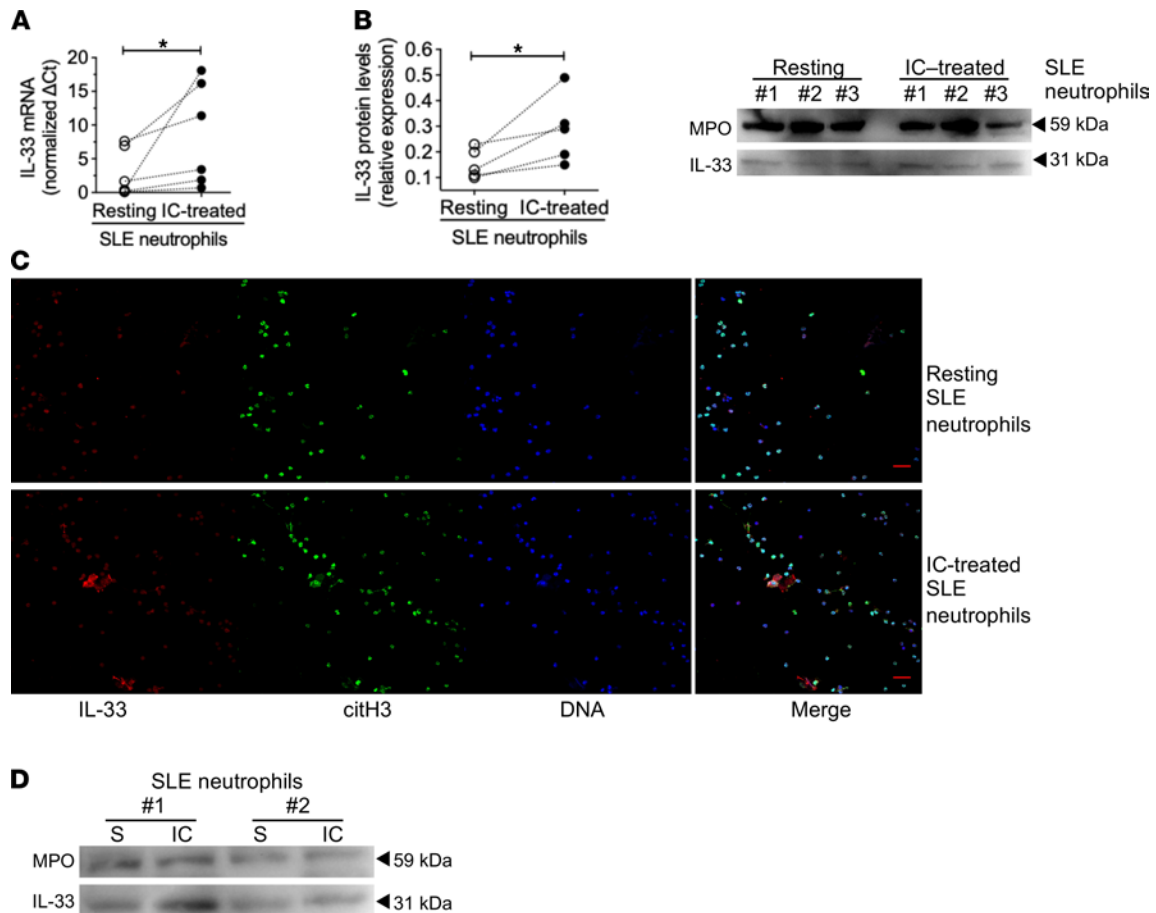 A
*
20
15
10
5
0
IL-33 mRNA
(normalized ΔCt)
Resting IC-treated
SLE neutrophils
B
*
0.6
0.5
0.4
0.3
0.2
0.1
IL-33 protein levels
(relative expression)
Resting IC-treated
SLE neutrophils
Resting IC–treated SLE
#1 #2 #3 #1 #2 #3 neutrophils
MPO 59 kDa
IL-33 31 kDa
C
Resting
SLE
neutrophils
IC-treated
SLE
neutrophils
IL-33 citH3 DNA Merge
D
SLE neutrophils
#1 #2
S IC S IC
MPO 59 kDa
IL-33 31 kDa